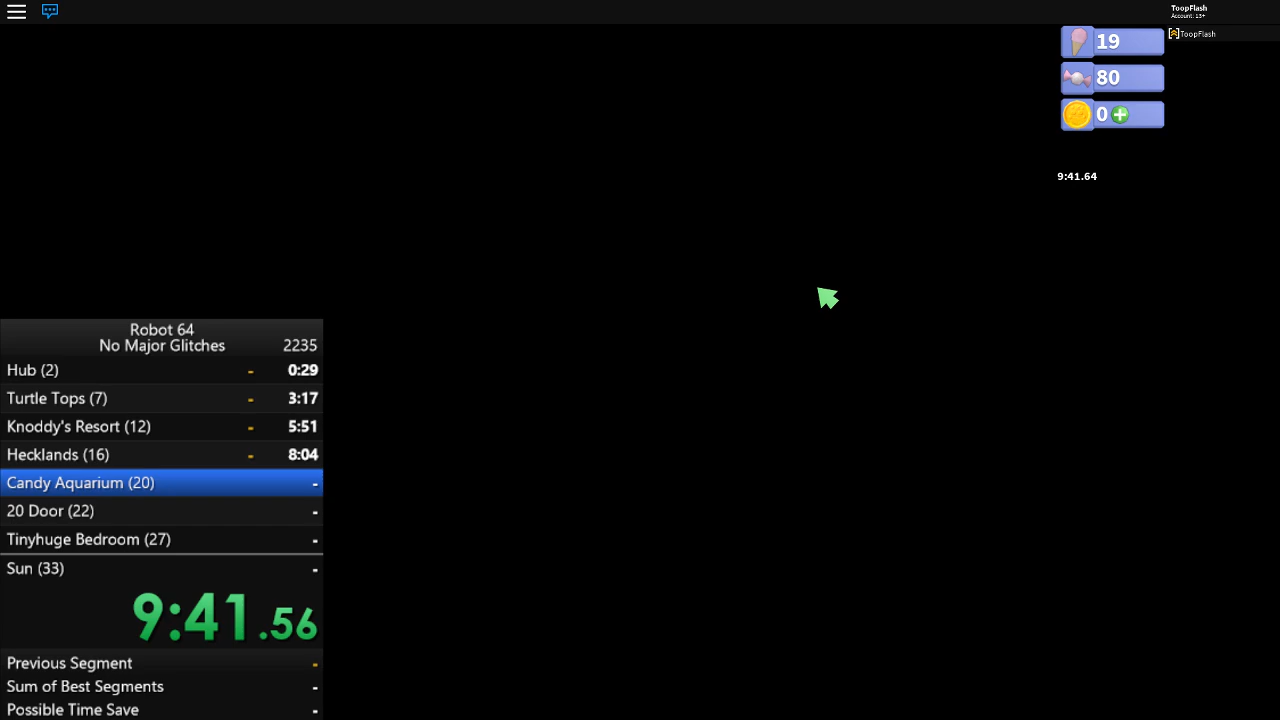 ToopFlash
Account: 13+
ToopFlash
19
80
0
9:41.64
Robot 64
No Major Glitches 2235
Hub (2) - 0:29
Turtle Tops (7) - 3:17
Knoddy's Resort (12) - 5:51
Hecklands (16) - 8:04
Candy Aquarium (20) -
20 Door (22) -
Tinyhuge Bedroom (27) -
Sun (33) -
9:41.56
Previous Segment -
Sum of Best Segments -
Possible Time Save -